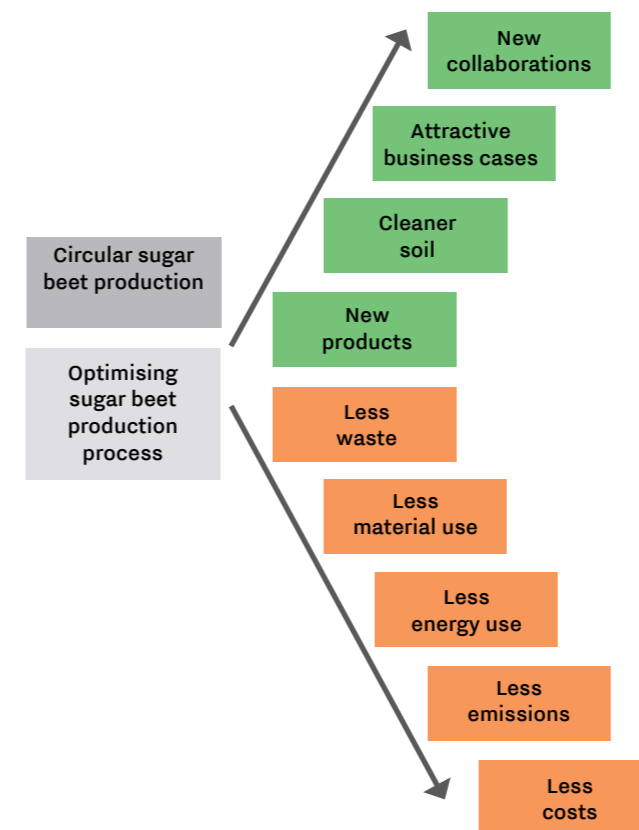 New
collaborations
Attractive
business cases
Cleaner
soil
Circular sugar
beet production
New
products
Optimising
sugar beet
production
process
Less
waste
Less
material use
Less
energy use
Less
emissions
Less
costs